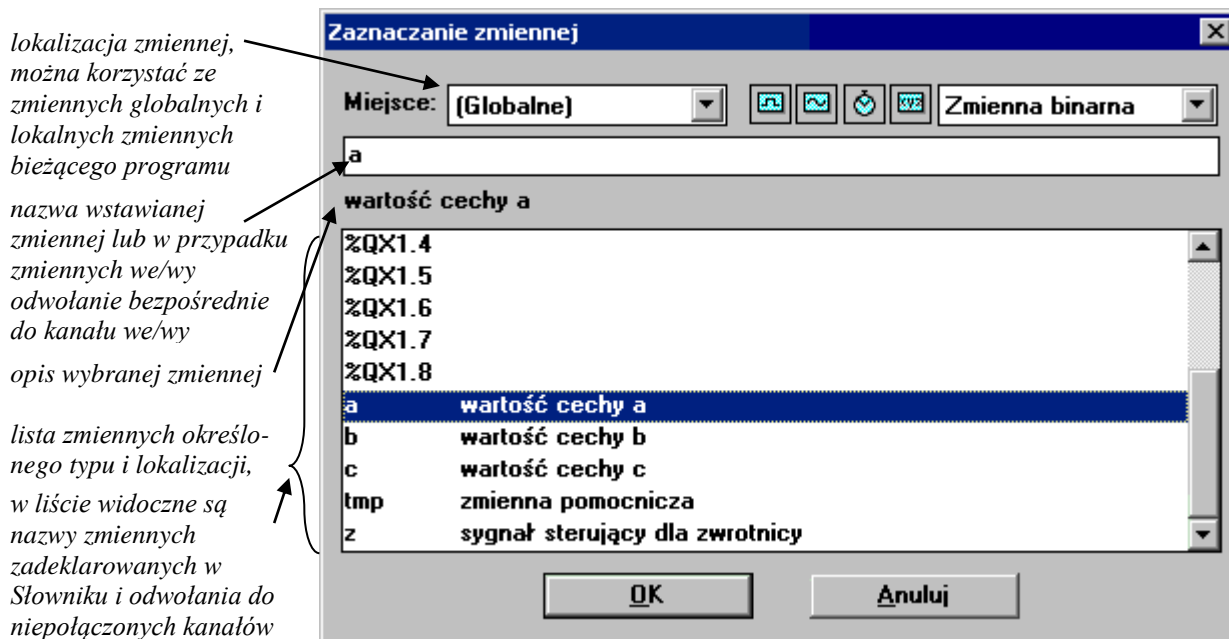 lokalizacja zmiennej,
można korzystać ze
zmiennych globalnych i
lokalnych zmiennych
bieżącego programu
nazwa wstawianej
zmiennej lub w przypadku
zmiennych we/wy
odwołanie bezpośrednie
do kanału we/wy
opis wybranej zmiennej
lista zmiennych określo-
nego typu i lokalizacji,
w liście widoczne są
nazwy zmiennych
zadeklarowanych w
Słowniku i odwołania do
niepołączonych kanałów
Zaznaczanie zmiennej
Miejsce: (Globalne) xyz Zmienna binarna
a
wartość cechy a
%QX1.4
%QX1.5
%QX1.6
%QX1.7
%QX1.8
a wartość cechy a
b wartość cechy b
c wartość cechy c
tmp zmienna pomocnicza
z sygnał sterujący dla zwrotnicy
OK Anuluj